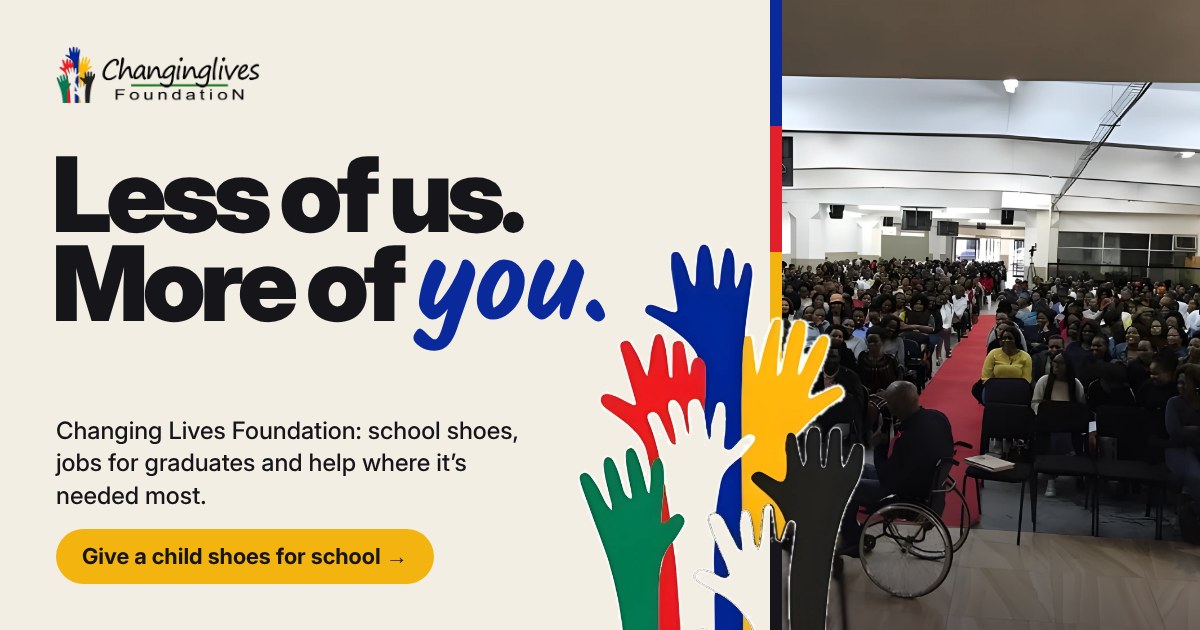 Changinglives
FoundatioN
Less of us.
More of you.
Changing Lives Foundation: school shoes,
jobs for graduates and help where it’s
needed most.
Give a child shoes for school →